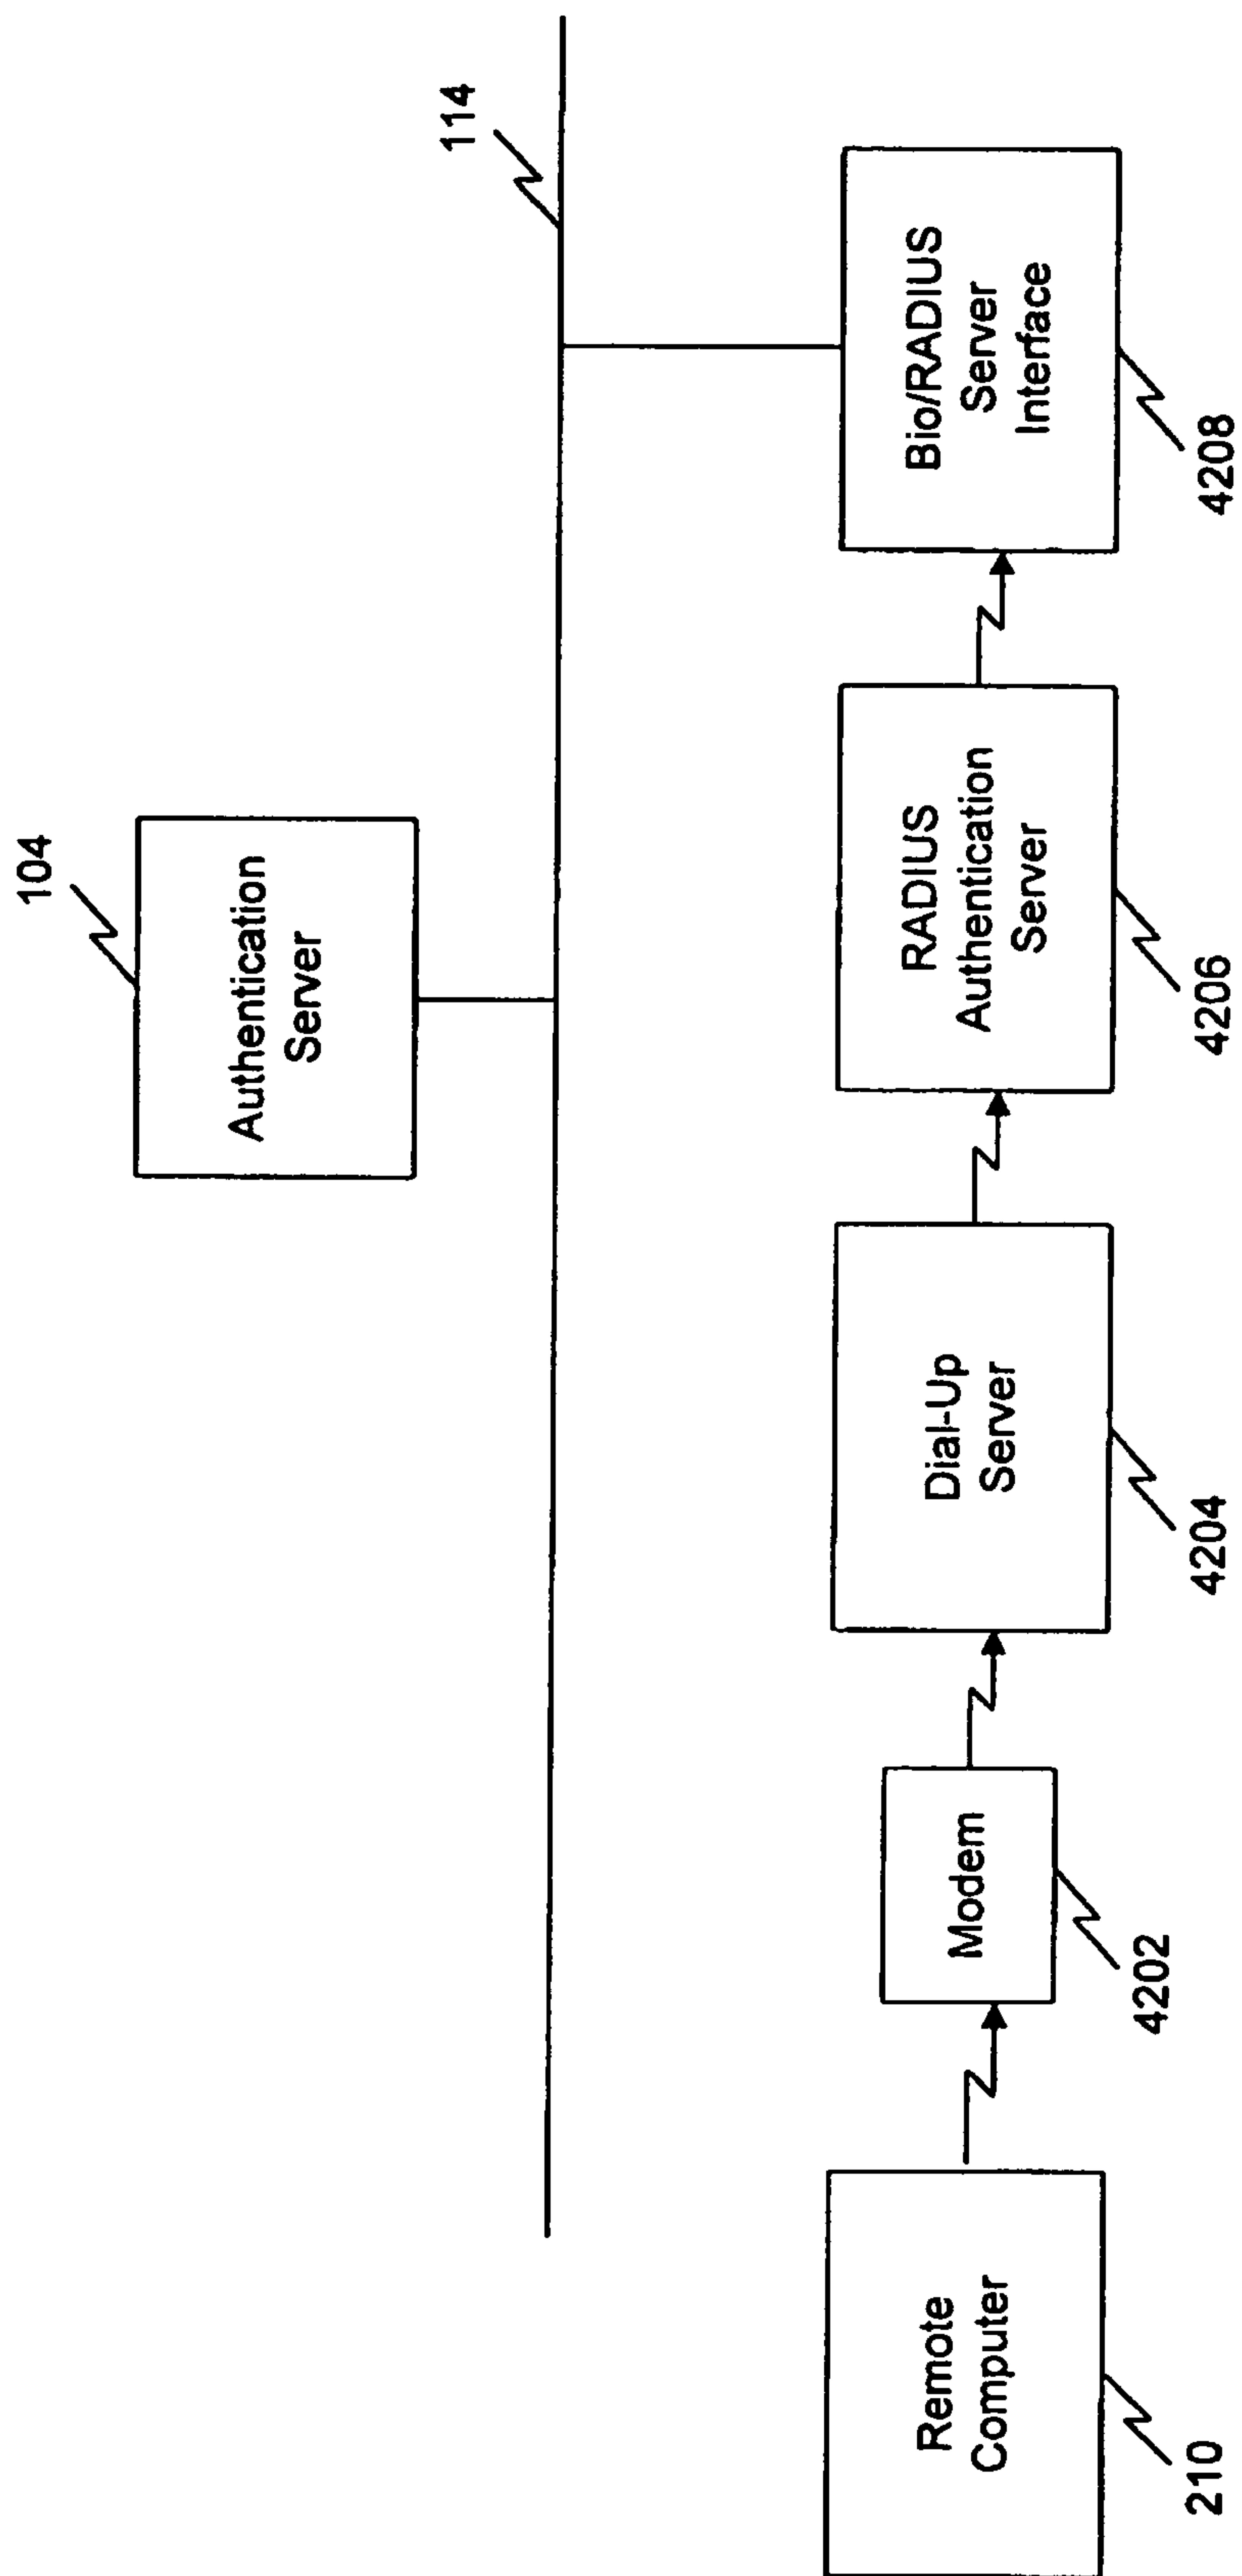 104
Authentication
Server
114
Remote
Computer
210
Modem
4202
Dial-Up
Server
4204
RADIUS
Authentication
Server
4206
Bio/RADIUS
Server
Interface
4208